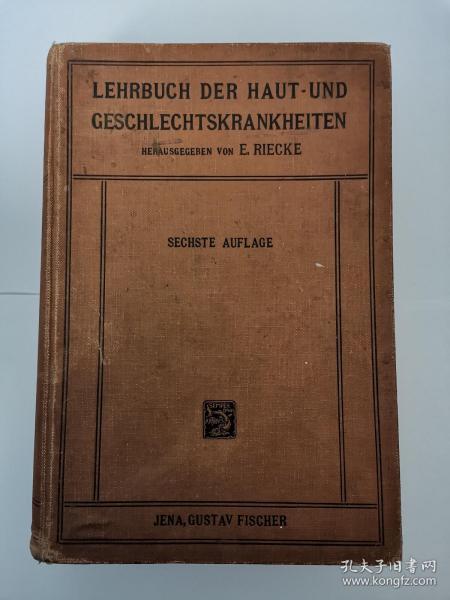 LEHRBUCH DER HAUT-UND
GESCHLECHTSKRANKHEITEN
HERAUSGEGEBEN VON E. RIECKE
SECHSTE AUFLAGE
SEMPER
JENA, GUSTAV FISCHER
孔夫子旧书网
www.kongfz.com